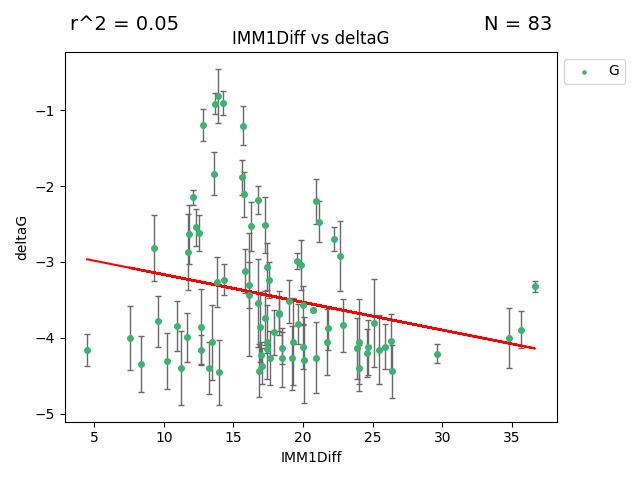 r^2 = 0.05
N = 83
IMM1Diff vs deltaG
G
deltaG
−1
−2
−3
−4
−5
5 10 15 20 25 30 35
IMM1Diff